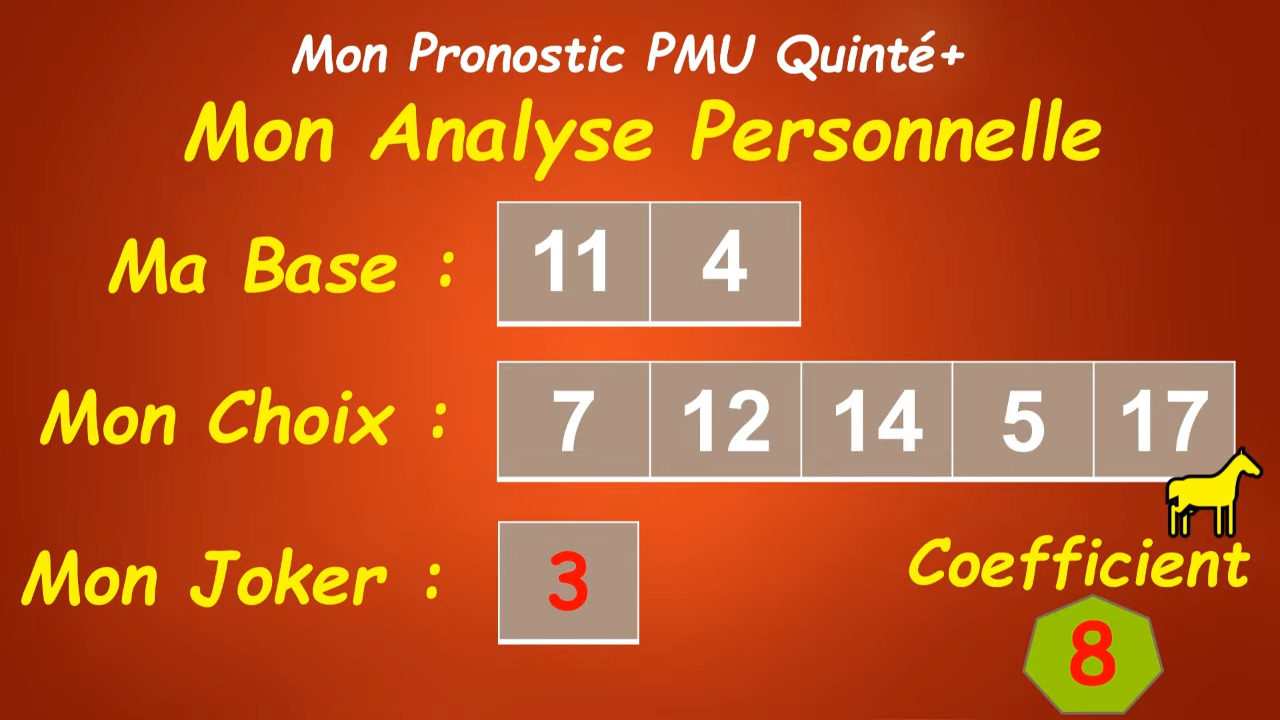 Mon Pronostic PMU Quinté+
Mon Analyse Personnelle
Ma Base : 11 4
Mon Choix : 7 12 14 5 17
Mon Joker : 3
Coefficient
8